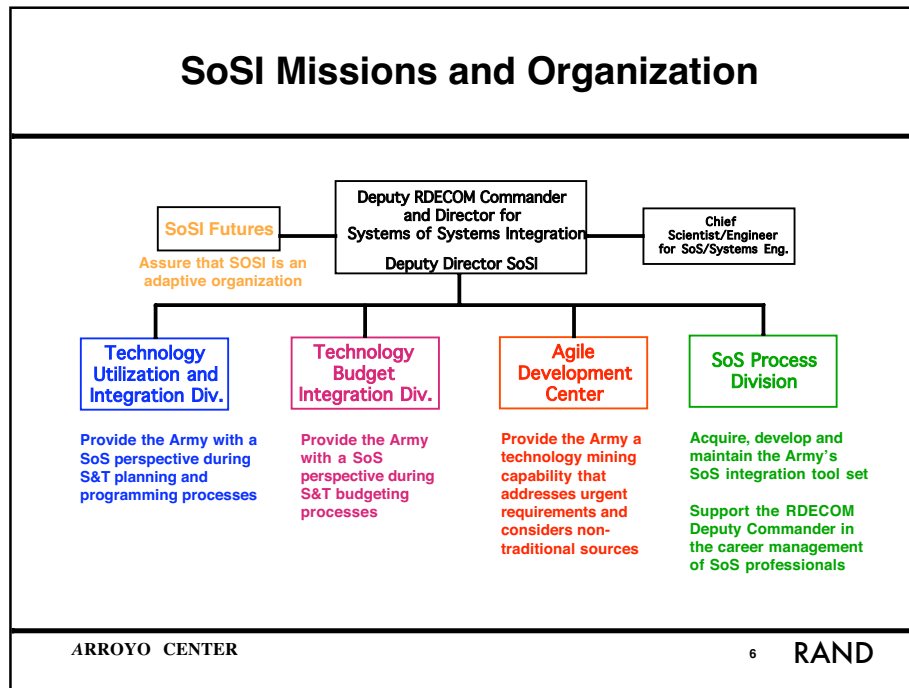 SoSI Missions and Organization
Deputy RDECOM Commander
and Director for
Systems of Systems Integration
Deputy Director SoSI
SoSI Futures
Assure that SOSI is an
adaptive organization
Chief
Scientist/Engineer
for SoS/Systems Eng.
Technology
Utilization and
Integration Div.
Provide the Army with a
SoS perspective during
S&T planning and
programming processes
Technology
Budget
Integration Div.
Provide the Army
with a SoS
perspective during
S&T budgeting
processes
Agile
Development
Center
Provide the Army a
technology mining
capability that
addresses urgent
requirements and
considers non-
traditional sources
SoS Process
Division
Acquire, develop and
maintain the Army's
SoS integration tool set
Support the RDECOM
Deputy Commander in
the career management
of SoS professionals
ARROYO CENTER
6
RAND